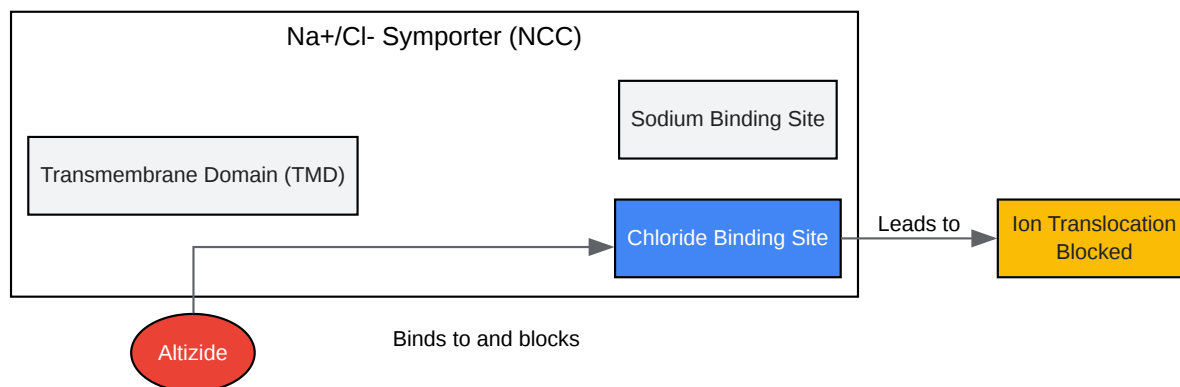 Na+/Cl- Symporter (NCC)
Sodium Binding Site
Transmembrane Domain (TMD)
Chloride Binding Site
Leads to
Ion Translocation
Blocked
Altizide
Binds to and blocks